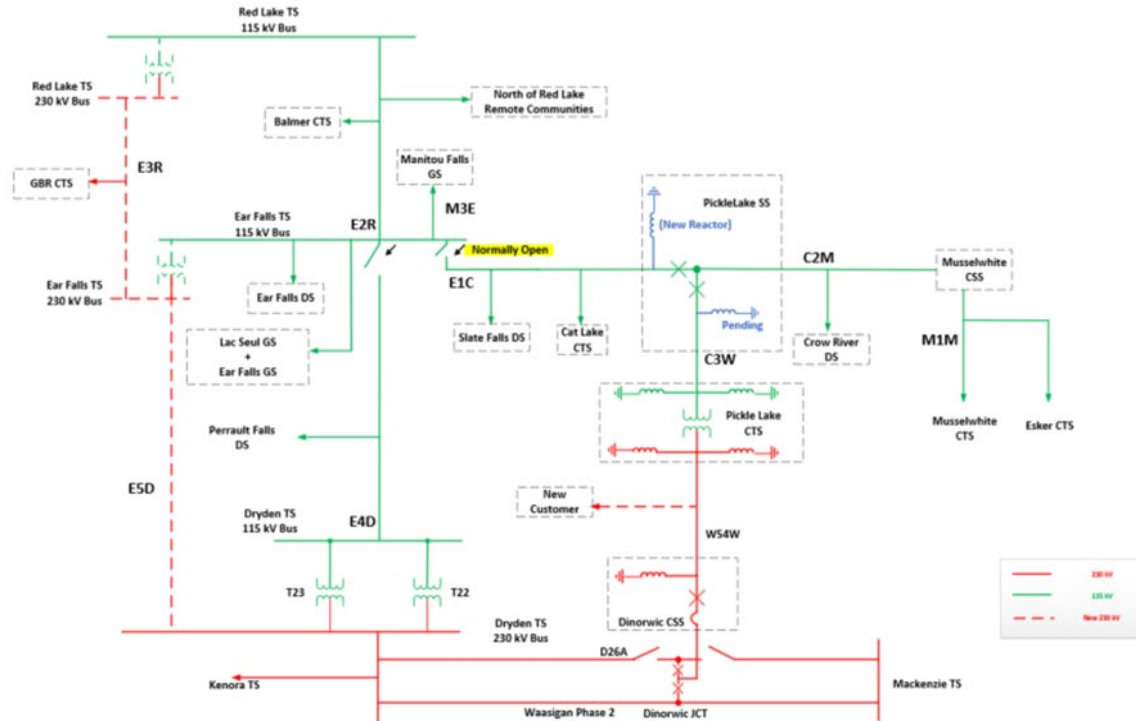 Red Lake TS
115 kV Bus
Red Lake TS
230 kV Bus
North of Red Lake
Remote Communities
Balmer CTS
E3R
Manitou Falls
GS
GBR CTS
PickleLake SS
Ear Falls TS
115 kV Bus
E2R
M3E
(New Reactor)
Normally Open
C2M
Musselwhite
CSS
E1C
Ear Falls TS
230 kV Bus
Ear Falls DS
Pending
Slate Falls DS
Cat Lake
CTS
Crow River
DS
M1M
Lac Seul GS
+
Ear Falls GS
C3W
Musselwhite
CTS
Esker CTS
Pickle Lake
CTS
Perrault Falls
DS
E5D
New
Customer
Dryden TS
115 kV Bus
E4D
W54W
T23
T22
230 kV
115 kV
New 230 kV
Dinorwic CSS
Dryden TS
230 kV Bus
D26A
Kenora TS
Mackenzie TS
Waasigan Phase 2
Dinorwic JCT